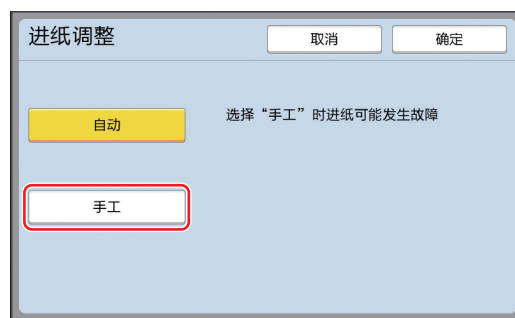 进纸调整
取消
确定
自动
选择“手工”时进纸可能发生故障
手工